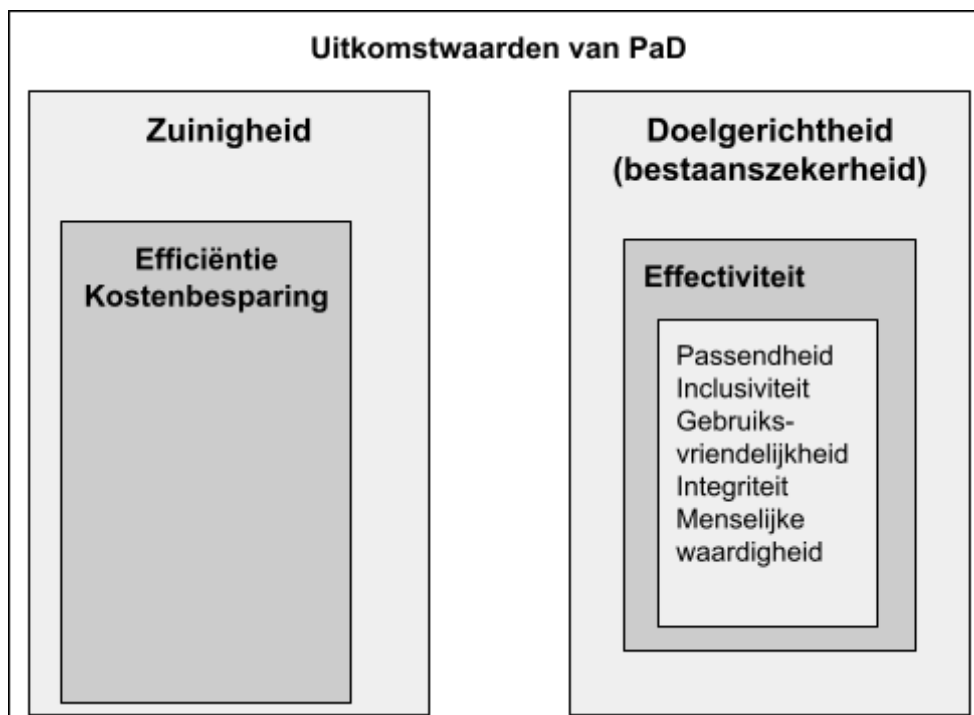 Uitkomstwaarden van PaD
Zuinigheid
Efficiëntie
Kostenbesparing
Doelgerichtheid
(bestaanszekerheid)
Effectiviteit
Passendheid
Inclusiviteit
Gebruiks-
vriendelijkheid
Integriteit
Menselijke
waardigheid